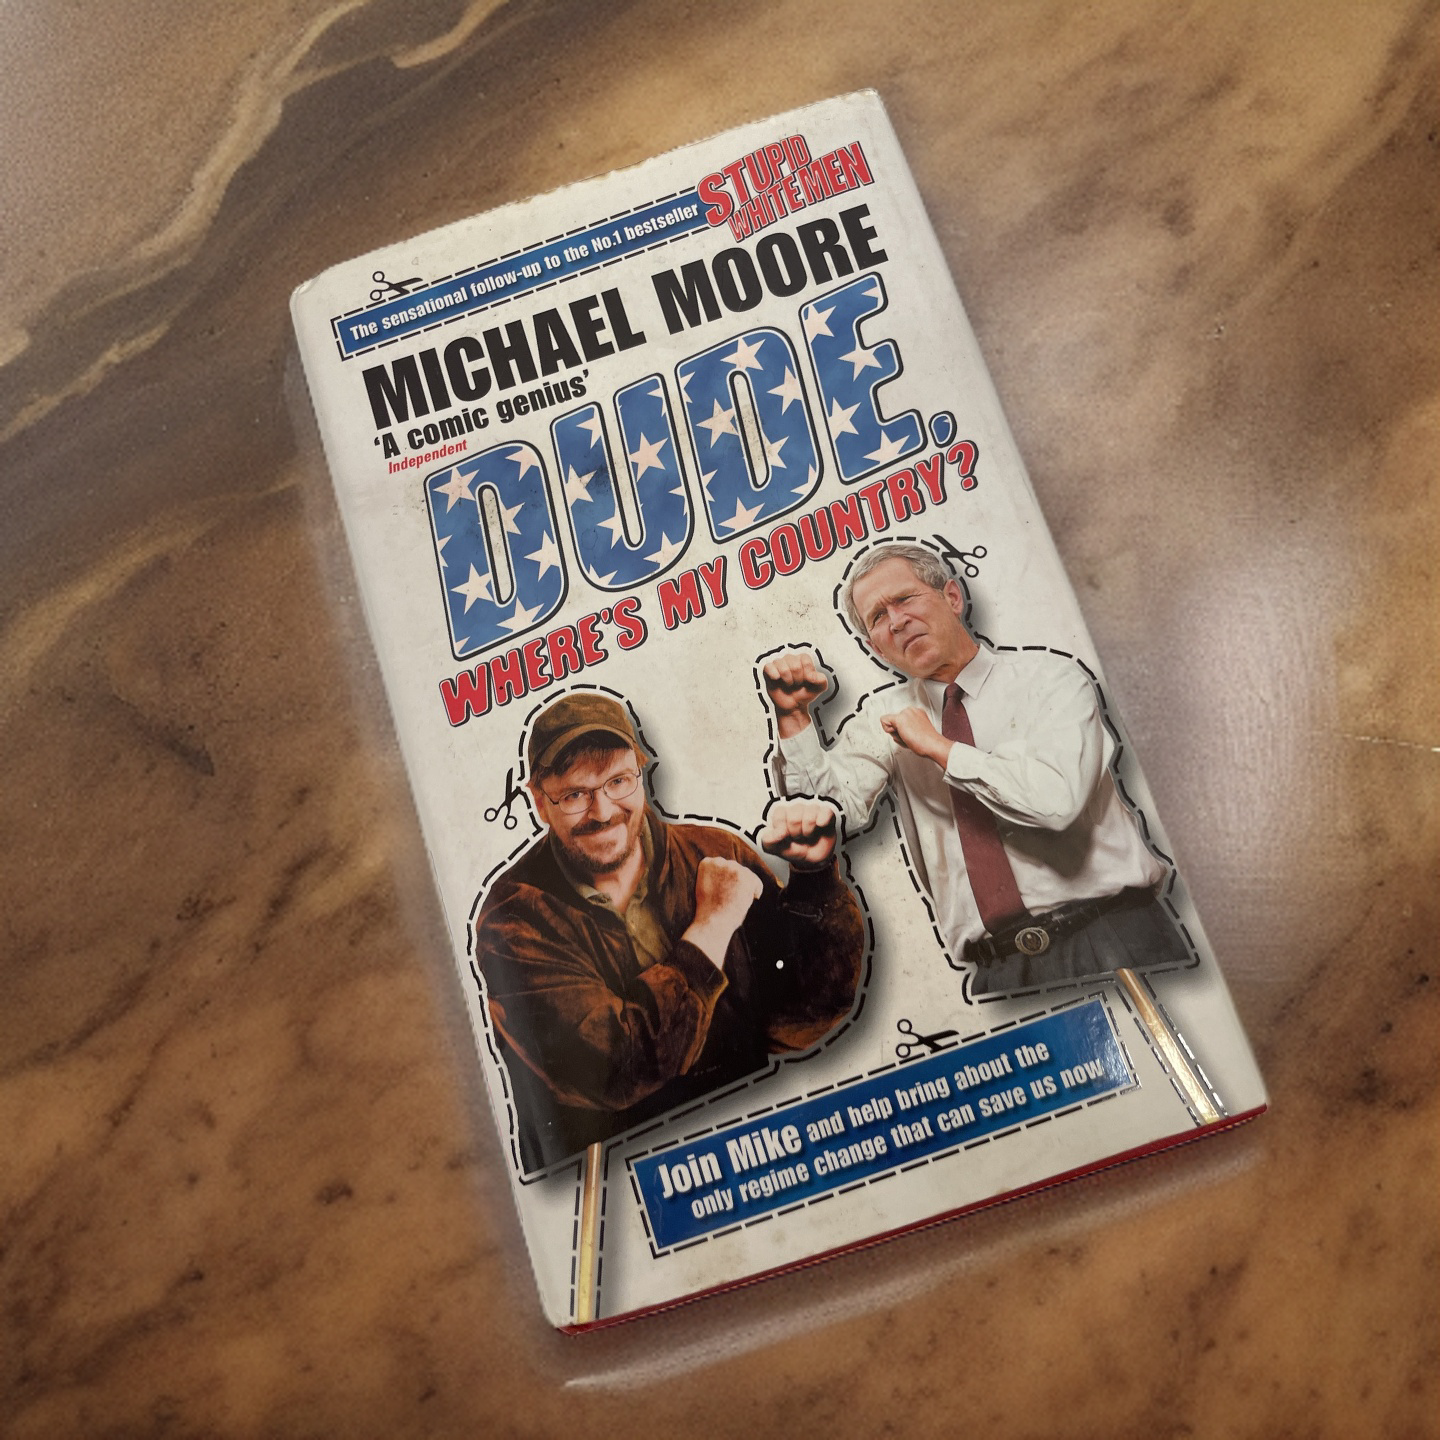 The sensational follow-up to the No.1 bestseller
STUPID
WHITE MEN
MICHAEL MOORE
'A comic genius'
Independent
DUDE,
WHERE'S MY COUNTRY?
Join Mike and help bring about the
only regime change that can save us now